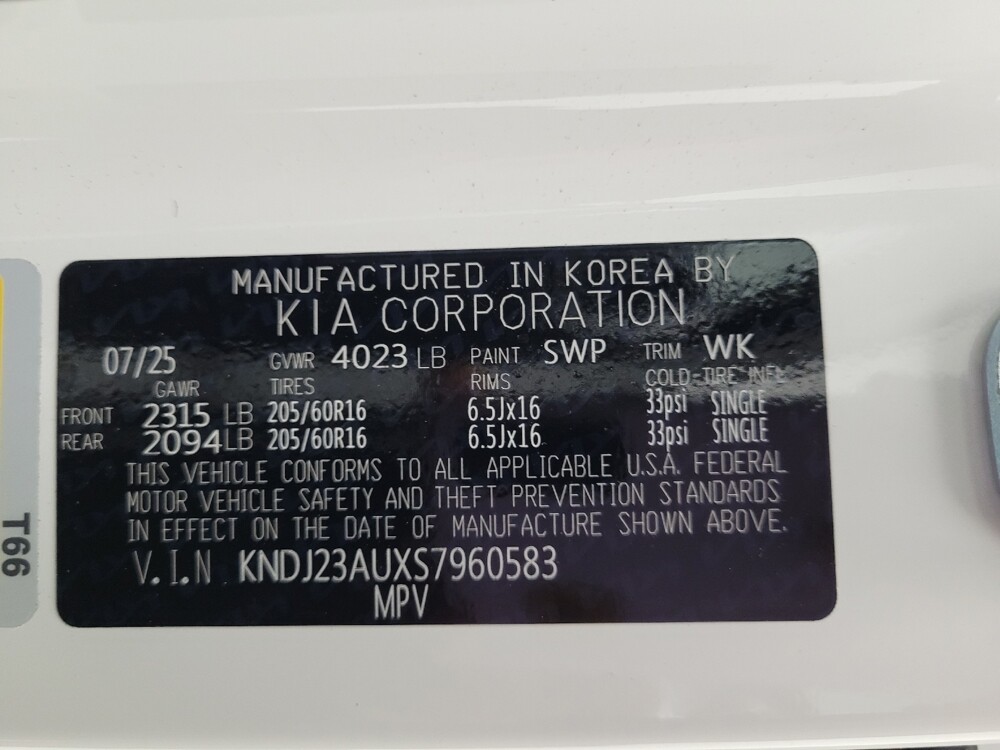 MANUFACTURED IN KOREA BY
KIA CORPORATION
07/25 GVWR 4023 LB PAINT SWP TRIM WK
GAWR TIRES RIMS COLD TIRE INFL
FRONT 2315 LB 205/60R16 6.5Jx16 33psi SINGLE
REAR 2094 LB 205/60R16 6.5Jx16 33psi SINGLE
THIS VEHICLE CONFORMS TO ALL APPLICABLE U.S.A. FEDERAL
MOTOR VEHICLE SAFETY AND THEFT PREVENTION STANDARDS
IN EFFECT ON THE DATE OF MANUFACTURE SHOWN ABOVE.
V.I.N KNDJ23AUXS7960583
MPV
T66